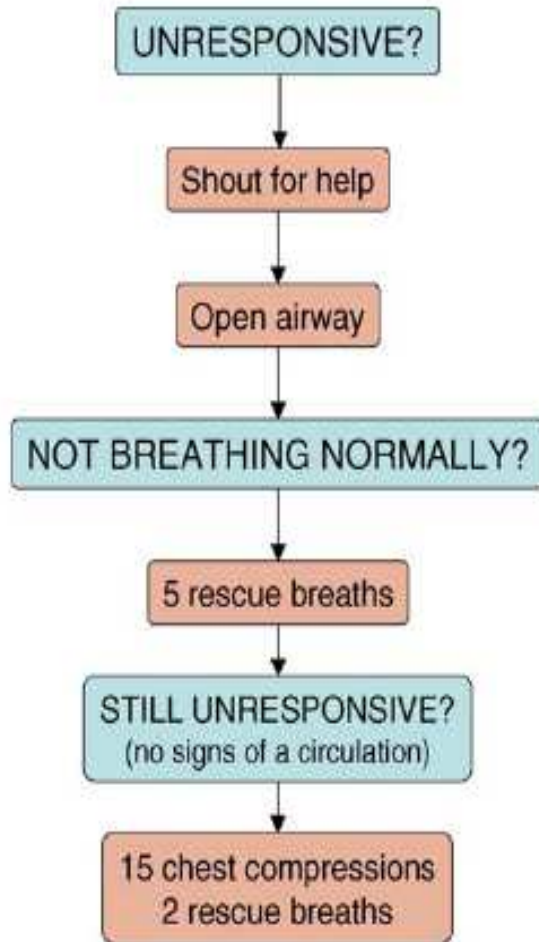 UNRESPONSIVE?
Shout for help
Open airway
NOT BREATHING NORMALLY?
5 rescue breaths
STILL UNRESPONSIVE?
(no signs of a circulation)
15 chest compressions
2 rescue breaths